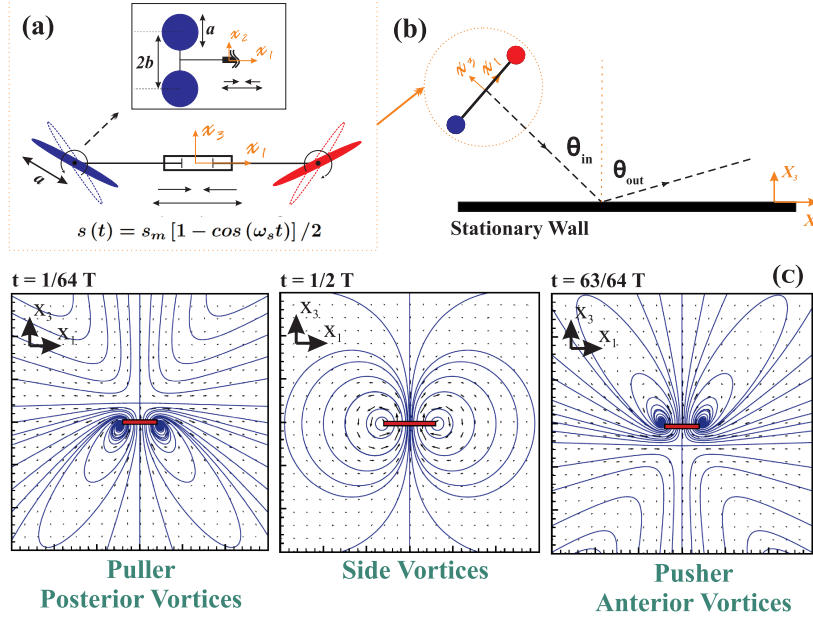 (a)
a
2b
x₂
x₁
x₃
x₁
a
s(t) = sₘ [1 − cos (ωₛt)] /2
(b)
x₃
x₁
θin
θout
X₃
X
Stationary Wall
(c)
t = 1/64 T
t = 1/2 T
t = 63/64 T
X₃
X₁
X₃
X₁
X₃
X₁
Puller
Posterior Vortices
Side Vortices
Pusher
Anterior Vortices